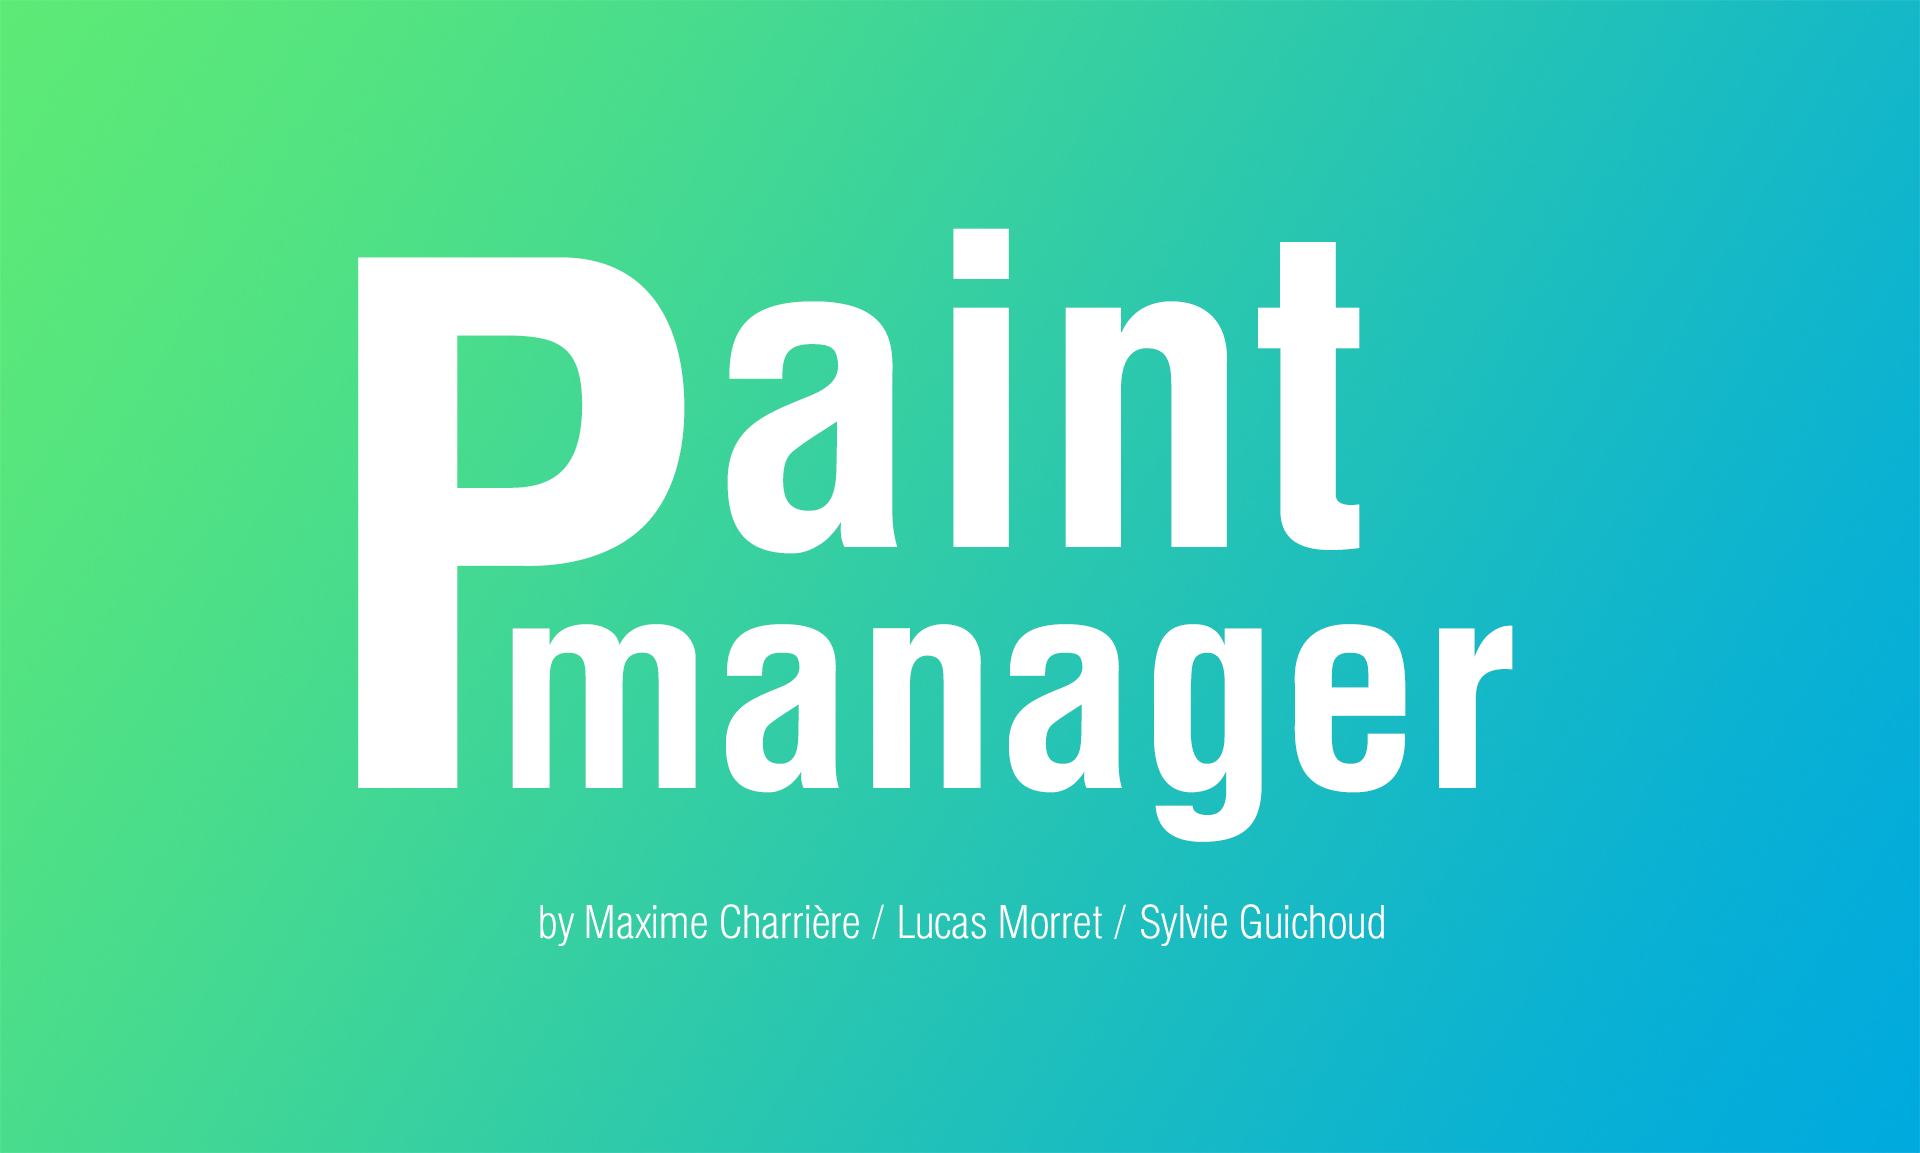 Paint
manager
by Maxime Charrière / Lucas Morret / Sylvie Guichoud